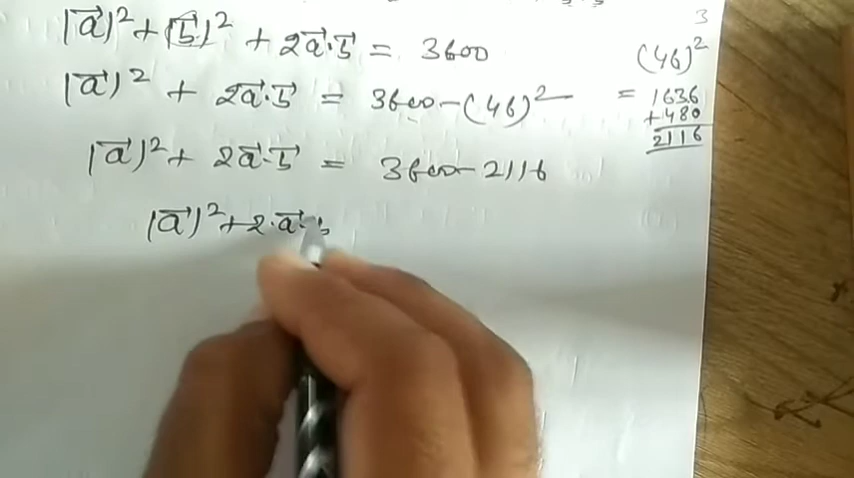 |a⃗|² + |b⃗|² + 2a⃗·b⃗ = 3600
|a⃗|² + 2a⃗·b⃗ = 3600 - (46)²
|a⃗|² + 2a⃗·b⃗ = 3600 - 2116
|a⃗|² + 2·a⃗·b
3
(46)²
= 1636
+480
2116